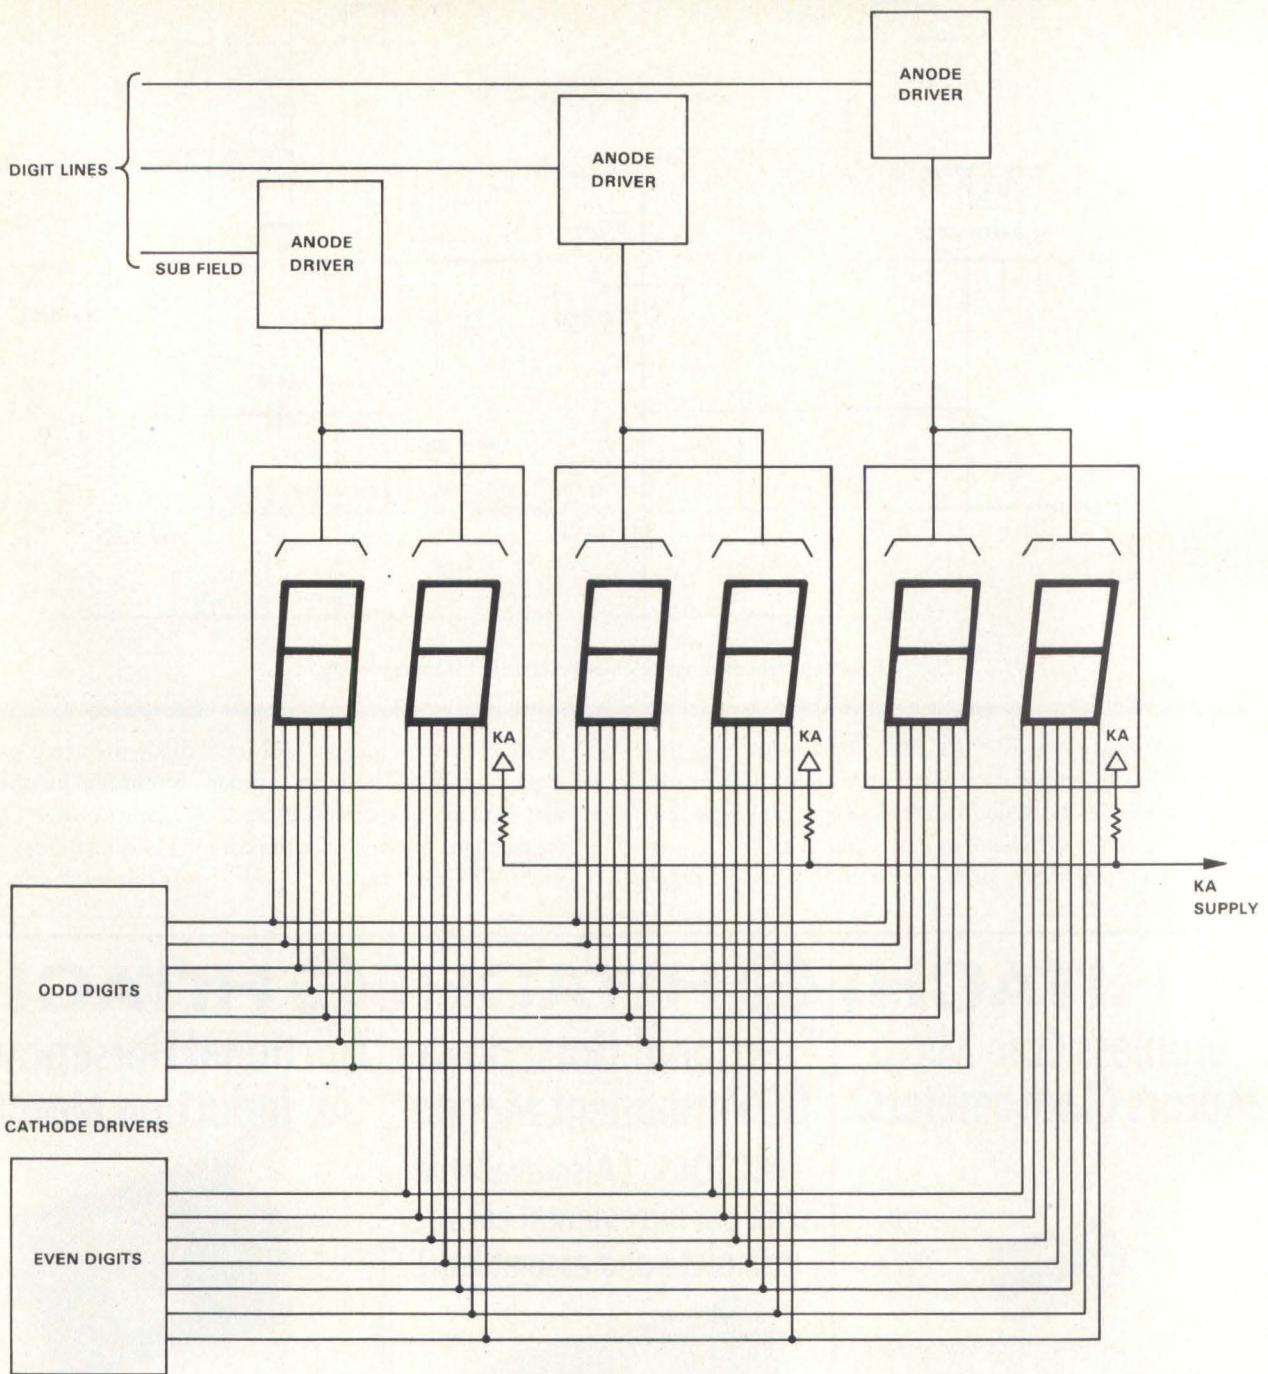 ANODE
DRIVER
ANODE
DRIVER
DIGIT LINES
ANODE
DRIVER
SUB FIELD
KA
KA
KA
KA
SUPPLY
ODD DIGITS
CATHODE DRIVERS
EVEN DIGITS